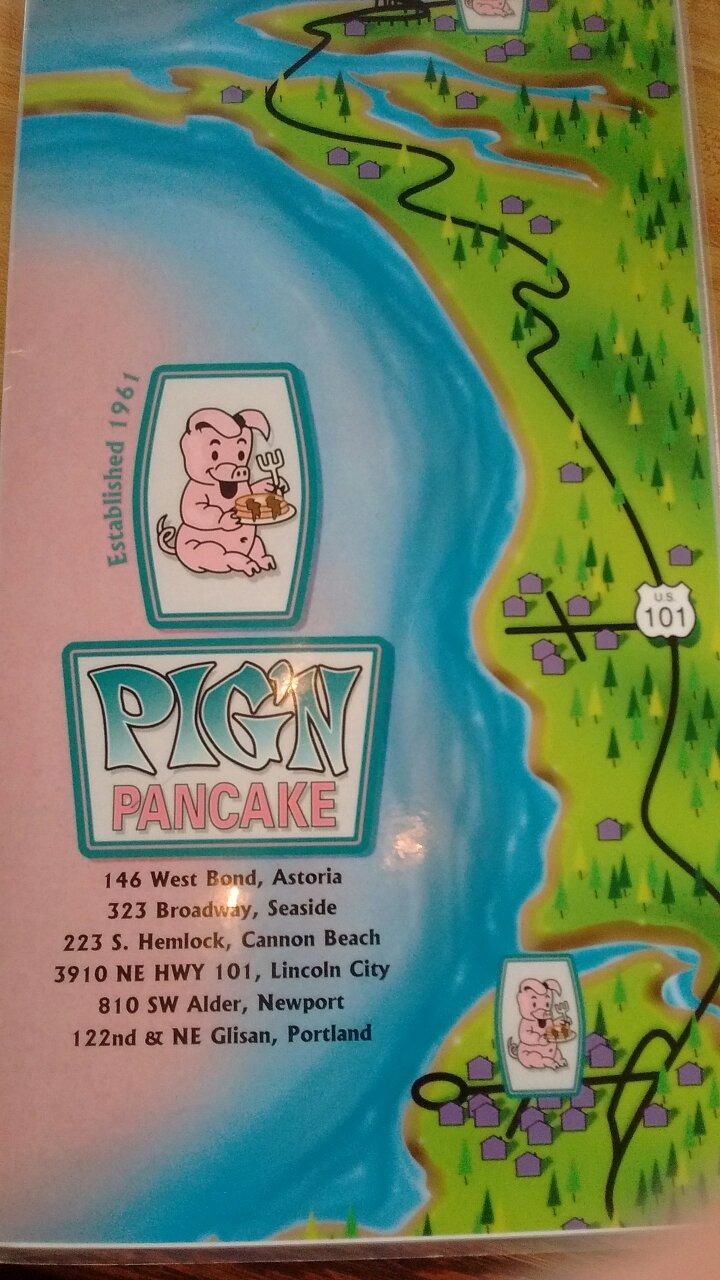 Established 1961
PIG'N
PANCAKE
146 West Bond, Astoria
323 Broadway, Seaside
223 S. Hemlock, Cannon Beach
3910 NE HWY 101, Lincoln City
810 SW Alder, Newport
122nd & NE Glisan, Portland
U.S.
101